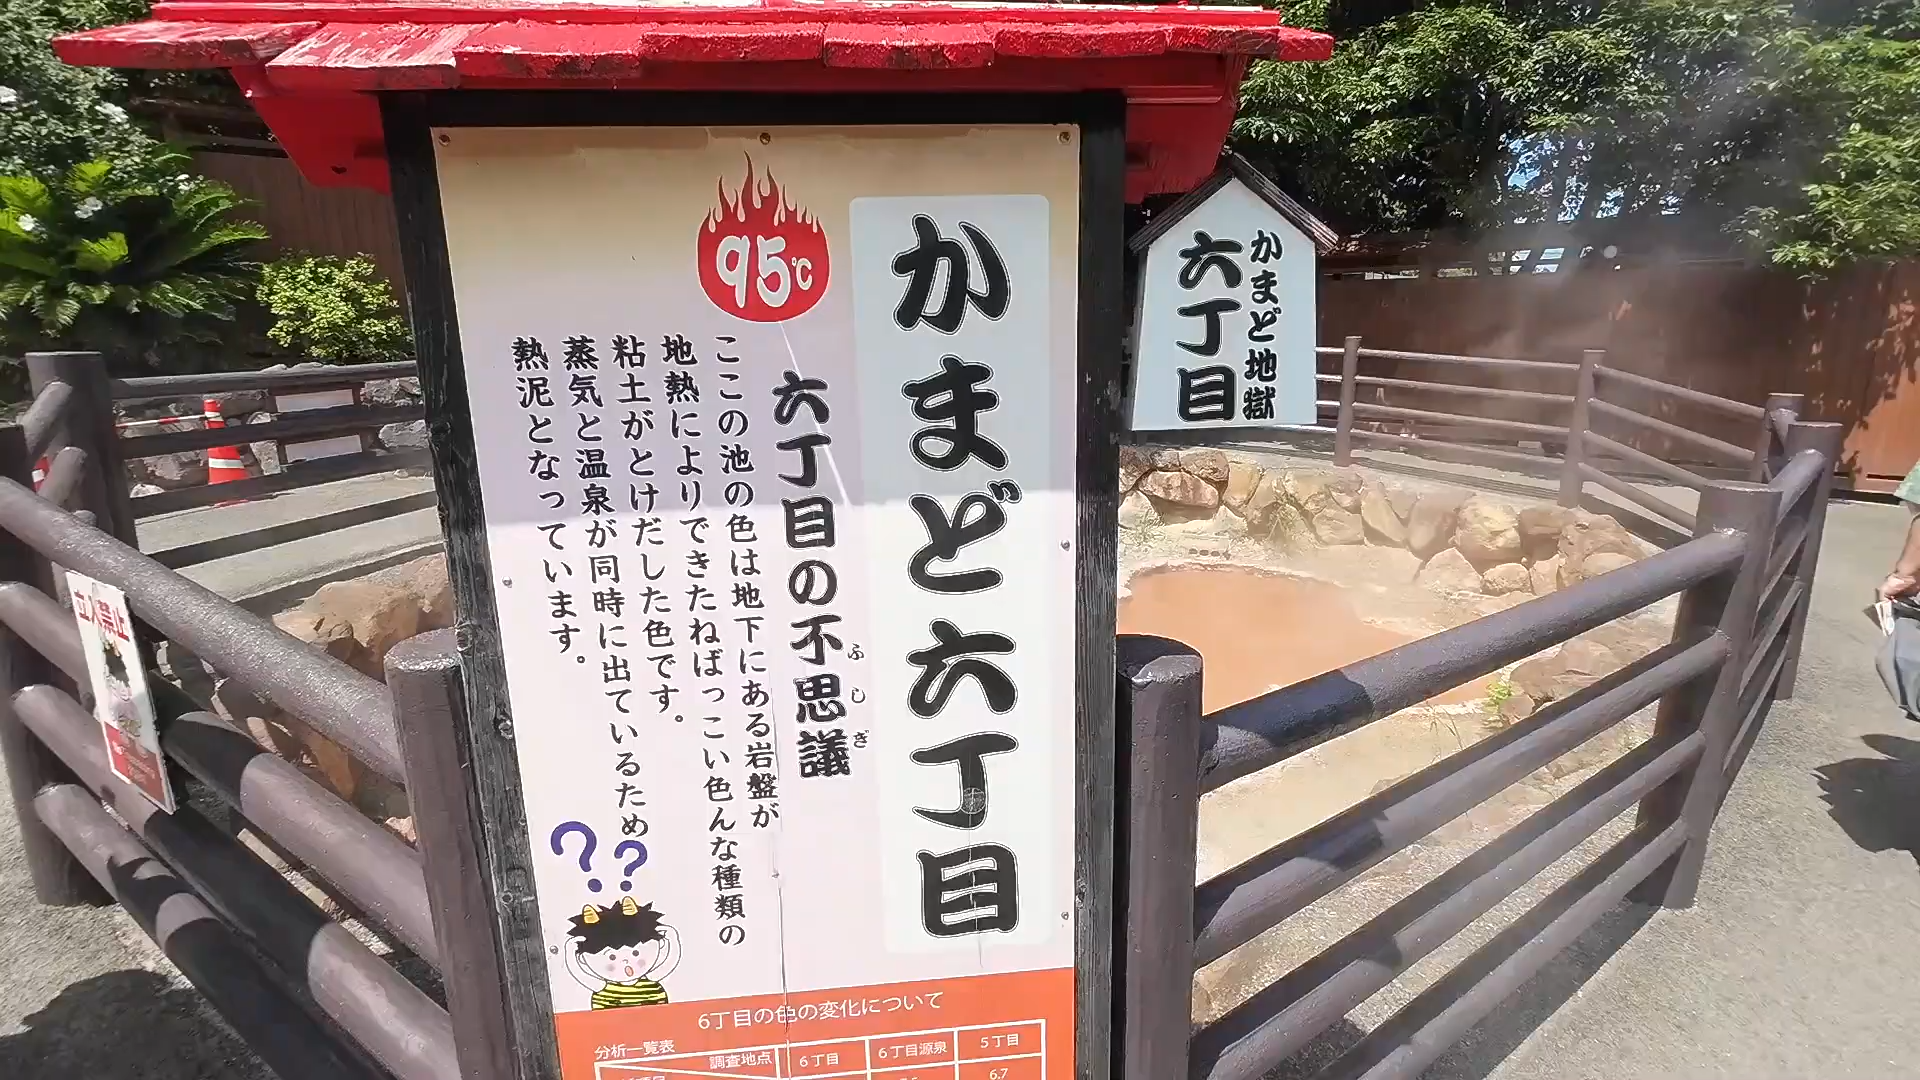 かまど六丁目
95℃
六丁目の不思議
ふしぎ
ここの池の色は地下にある岩盤が
地熱によりできたねばっこい色んな種類の
粘土がとけだした色です。
蒸気と温泉が同時に出ているため
熱泥となっています。
??
6丁目の色の変化について
分析一覧表
調査地点
6丁目
6丁目源泉
5丁目
6.7
かまど地獄
六丁目
立入禁止